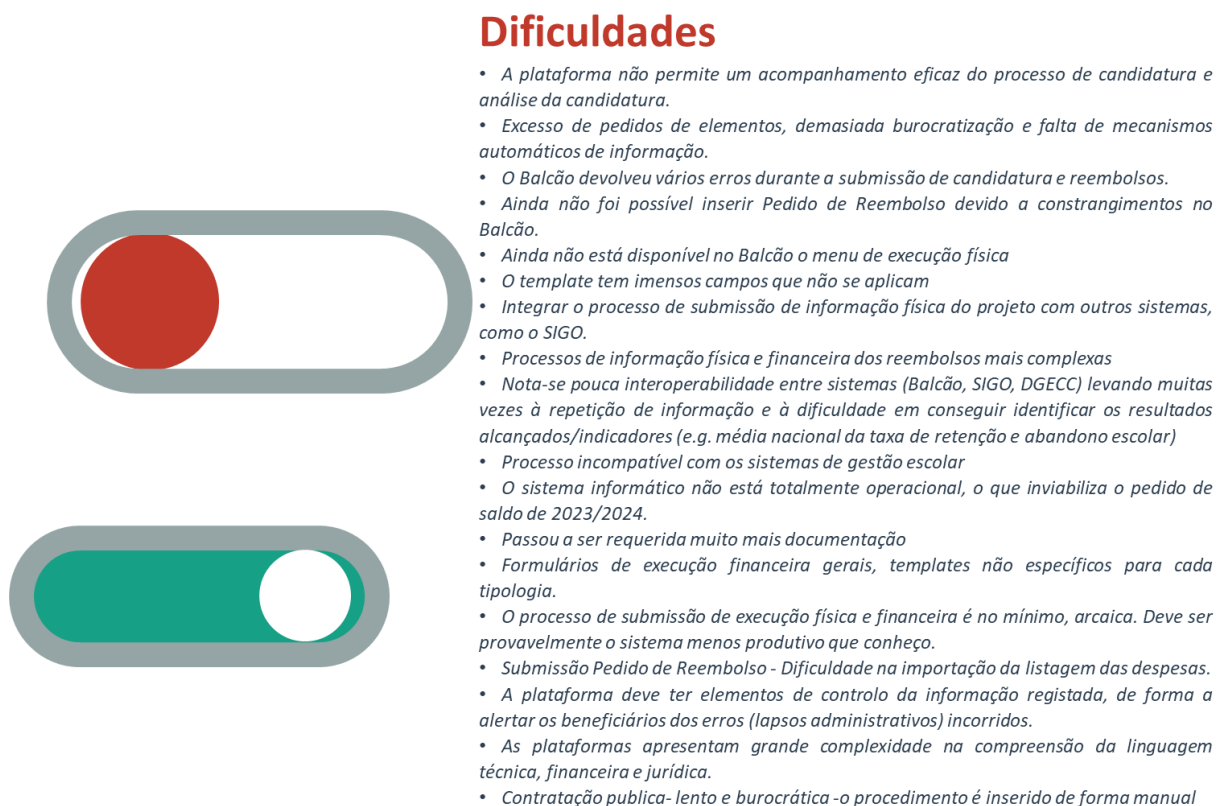 Dificuldades
• A plataforma não permite um acompanhamento eficaz do processo de candidatura e
análise da candidatura.
• Excesso de pedidos de elementos, demasiada burocratização e falta de mecanismos
automáticos de informação.
• O Balcão devolveu vários erros durante a submissão de candidatura e reembolsos.
• Ainda não foi possível inserir Pedido de Reembolso devido a constrangimentos no
Balcão.
• Ainda não está disponível no Balcão o menu de execução física
• O template tem imensos campos que não se aplicam
• Integrar o processo de submissão de informação física do projeto com outros sistemas,
como o SIGO.
• Processos de informação física e financeira dos reembolsos mais complexas
• Nota-se pouca interoperabilidade entre sistemas (Balcão, SIGO, DGECC) levando muitas
vezes à repetição de informação e à dificuldade em conseguir identificar os resultados
alcançados/indicadores (e.g. média nacional da taxa de retenção e abandono escolar)
• Processo incompatível com os sistemas de gestão escolar
• O sistema informático não está totalmente operacional, o que inviabiliza o pedido de
saldo de 2023/2024.
• Passou a ser requerida muito mais documentação
• Formulários de execução financeira gerais, templates não específicos para cada
tipologia.
• O processo de submissão de execução física e financeira é no mínimo, arcaica. Deve ser
provavelmente o sistema menos produtivo que conheço.
• Submissão Pedido de Reembolso - Dificuldade na importação da listagem das despesas.
• A plataforma deve ter elementos de controlo da informação registada, de forma a
alertar os beneficiários dos erros (lapsos administrativos) incorridos.
• As plataformas apresentam grande complexidade na compreensão da linguagem
técnica, financeira e jurídica.
• Contratação publica- lento e burocrática -o procedimento é inserido de forma manual